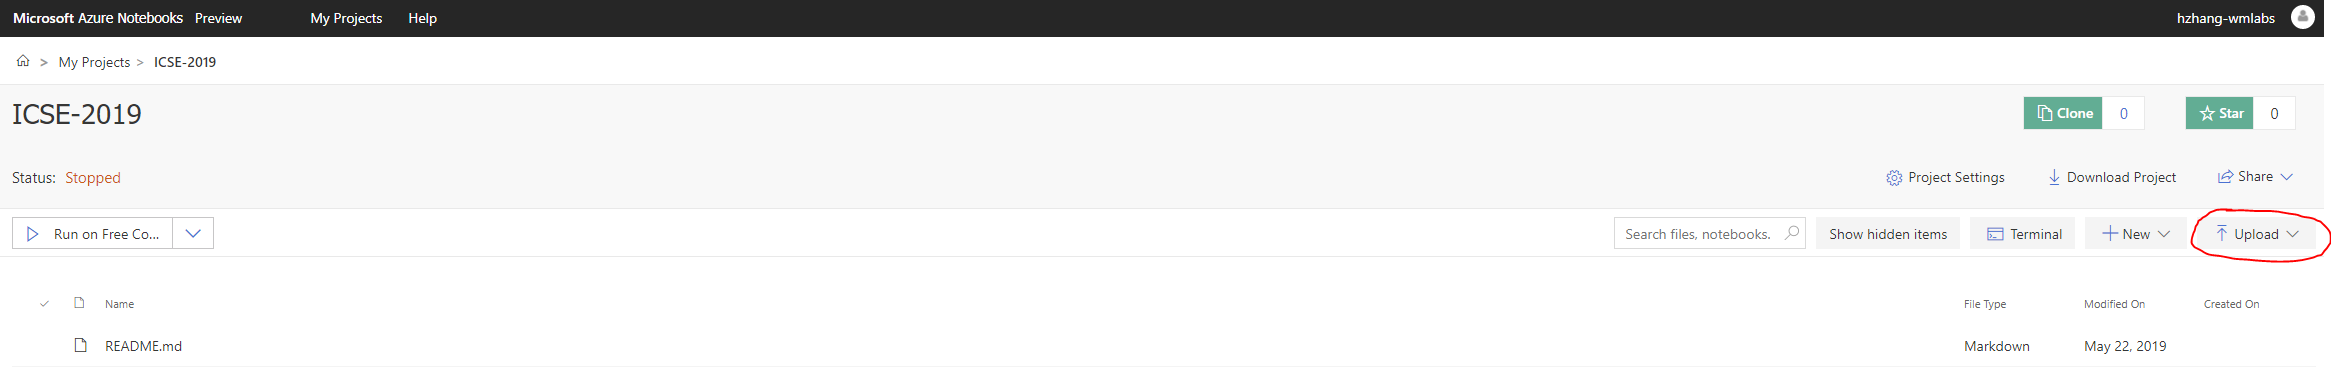 Microsoft Azure Notebooks Preview My Projects Help hzhang-wmlabs
> My Projects > ICSE-2019
ICSE-2019
Clone 0 Star 0
Status: Stopped
Project Settings Download Project Share
Run on Free Co... Search files, notebooks. Show hidden items Terminal New Upload
Name File Type Modified On Created On
README.md Markdown May 22, 2019